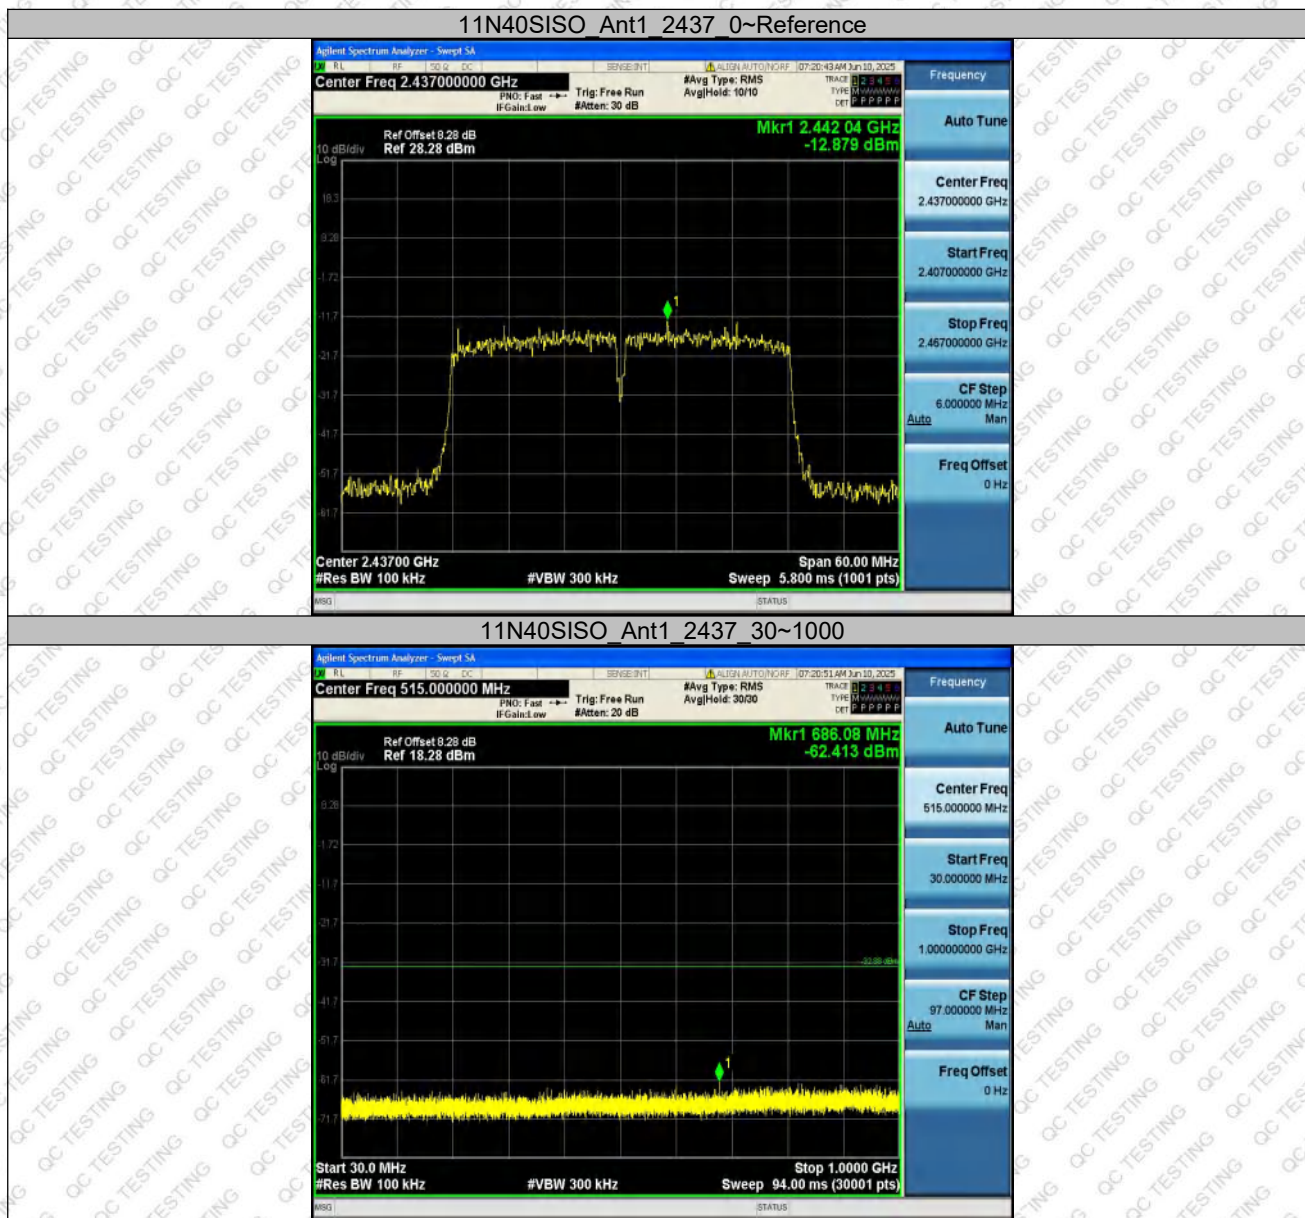 11N40SISO_Ant1_2437_0~Reference
Agilent Spectrum Analyzer - Swept SA
RL RF 50 Ω DC SENSE:INT ALIGN AUTO/NORF 07:20:43 AM Jun 10, 2025
Center Freq 2.437000000 GHz
PNO: Fast
IFGain:Low
Trig: Free Run
#Atten: 30 dB
#Avg Type: RMS
Avg|Hold: 10/10
TRACE 1 2 3 4 5 6
TYPE M
DET P P P P P P
Frequency
Auto Tune
Center Freq
2.437000000 GHz
Start Freq
2.407000000 GHz
Stop Freq
2.467000000 GHz
CF Step
6.000000 MHz
Auto Man
Freq Offset
0 Hz
Mkr1 2.442 04 GHz
-12.879 dBm
Ref Offset 8.28 dB
10 dB/div Ref 28.28 dBm
Log
18.3
8.28
-1.72
-11.7
-21.7
-31.7
-41.7
-51.7
-61.7
1
Center 2.43700 GHz Span 60.00 MHz
#Res BW 100 kHz #VBW 300 kHz Sweep 5.800 ms (1001 pts)
MSG STATUS
11N40SISO_Ant1_2437_30~1000
Agilent Spectrum Analyzer - Swept SA
RL RF 50 Ω DC SENSE:INT ALIGN AUTO/NORF 07:20:51 AM Jun 10, 2025
Center Freq 515.000000 MHz
PNO: Fast
IFGain:Low
Trig: Free Run
#Atten: 20 dB
#Avg Type: RMS
Avg|Hold: 30/30
TRACE 1 2 3 4 5 6
TYPE M
DET P P P P P P
Frequency
Auto Tune
Center Freq
515.000000 MHz
Start Freq
30.000000 MHz
Stop Freq
1.000000000 GHz
CF Step
97.000000 MHz
Auto Man
Freq Offset
0 Hz
Mkr1 686.08 MHz
-62.413 dBm
Ref Offset 8.28 dB
10 dB/div Ref 18.28 dBm
Log
8.28
-1.72
-11.7
-21.7
-31.7
-41.7
-51.7
-61.7
-71.7
1
Start 30.0 MHz Stop 1.0000 GHz
#Res BW 100 kHz #VBW 300 kHz Sweep 94.00 ms (30001 pts)
MSG STATUS
QC TESTING